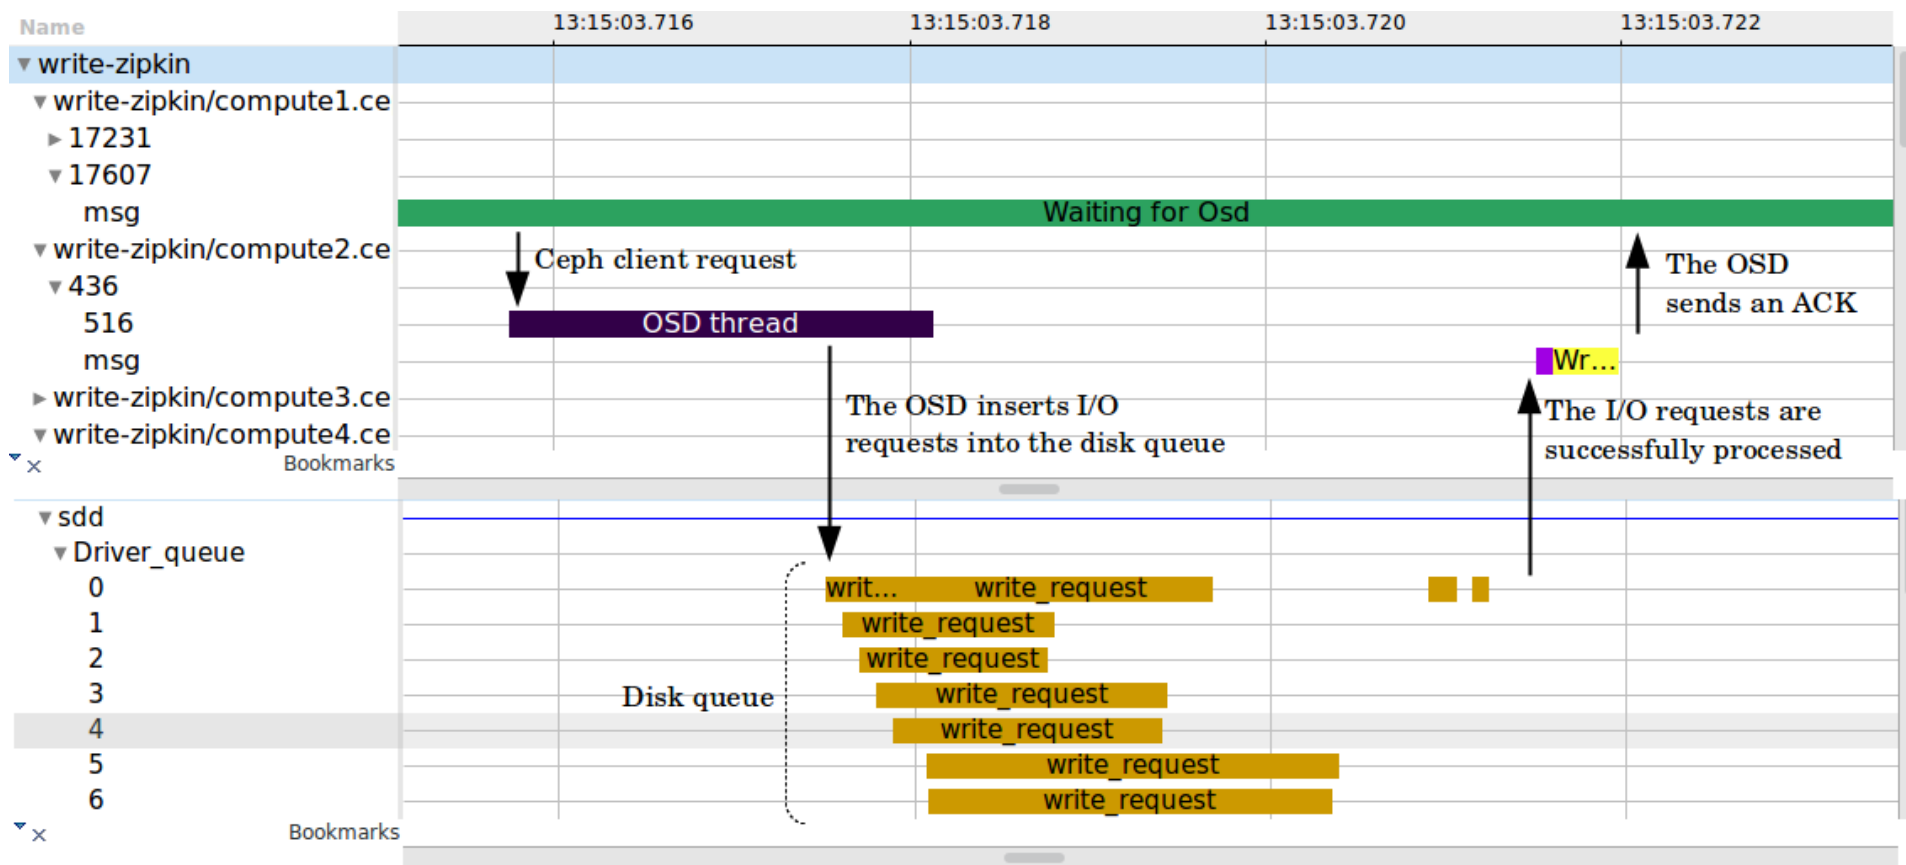 Name
13:15:03.716 13:15:03.718 13:15:03.720 13:15:03.722
write-zipkin
write-zipkin/compute1.ce
17231
17607
msg
Waiting for Osd
write-zipkin/compute2.ce
Ceph client request
The OSD
sends an ACK
436
516
OSD thread
msg
Wr...
write-zipkin/compute3.ce
The OSD inserts I/O
requests into the disk queue
The I/O requests are
successfully processed
write-zipkin/compute4.ce
Bookmarks
sdd
Driver_queue
0 writ... write_request
1 write_request
2 write_request
3 write_request
Disk queue
4 write_request
5 write_request
6 write_request
Bookmarks